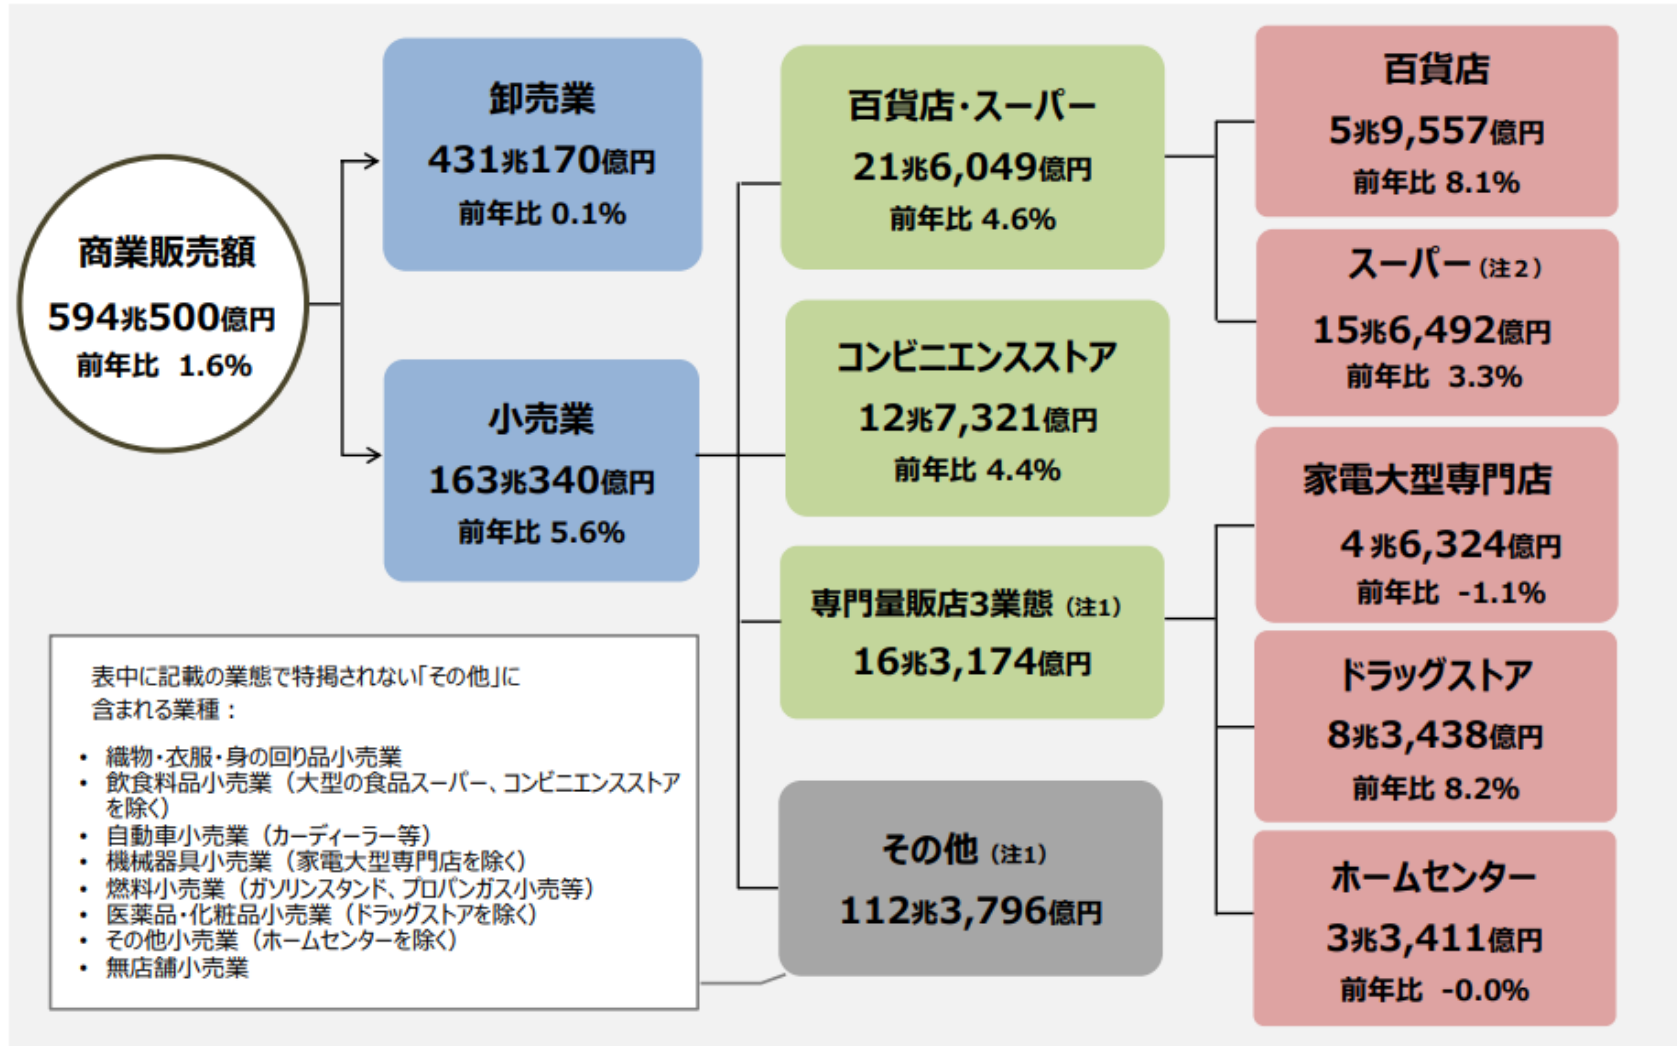 商業販売額
594兆500億円
前年比 1.6%
卸売業
431兆170億円
前年比 0.1%
小売業
163兆340億円
前年比 5.6%
百貨店・スーパー
21兆6,049億円
前年比 4.6%
コンビニエンスストア
12兆7,321億円
前年比 4.4%
専門量販店3業態（注1）
16兆3,174億円
その他（注1）
112兆3,796億円
百貨店
5兆9,557億円
前年比 8.1%
スーパー（注２）
15兆6,492億円
前年比 3.3%
家電大型専門店
4兆6,324億円
前年比 -1.1%
ドラッグストア
8兆3,438億円
前年比 8.2%
ホームセンター
3兆3,411億円
前年比 -0.0%
表中に記載の業態で特掲されない「その他」に
含まれる業種：
• 織物・衣服・身の回り品小売業
• 飲食料品小売業（大型の食品スーパー、コンビニエンスストア
を除く）
• 自動車小売業（カーディーラー等）
• 機械器具小売業（家電大型専門店を除く）
• 燃料小売業（ガソリンスタンド、プロパンガス小売等）
• 医薬品・化粧品小売業（ドラッグストアを除く）
• その他小売業（ホームセンターを除く）
• 無店舗小売業